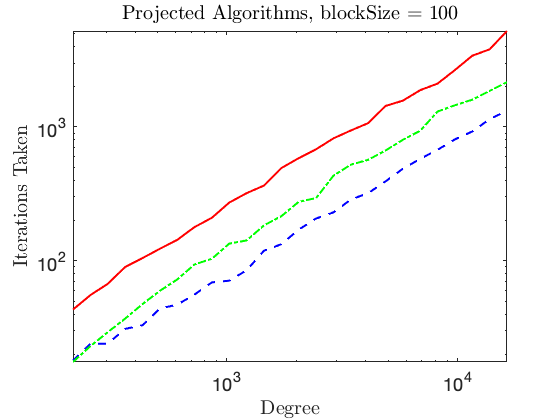 Projected Algorithms, blockSize = 100
10^3
10^2
Iterations Taken
10^3
10^4
Degree